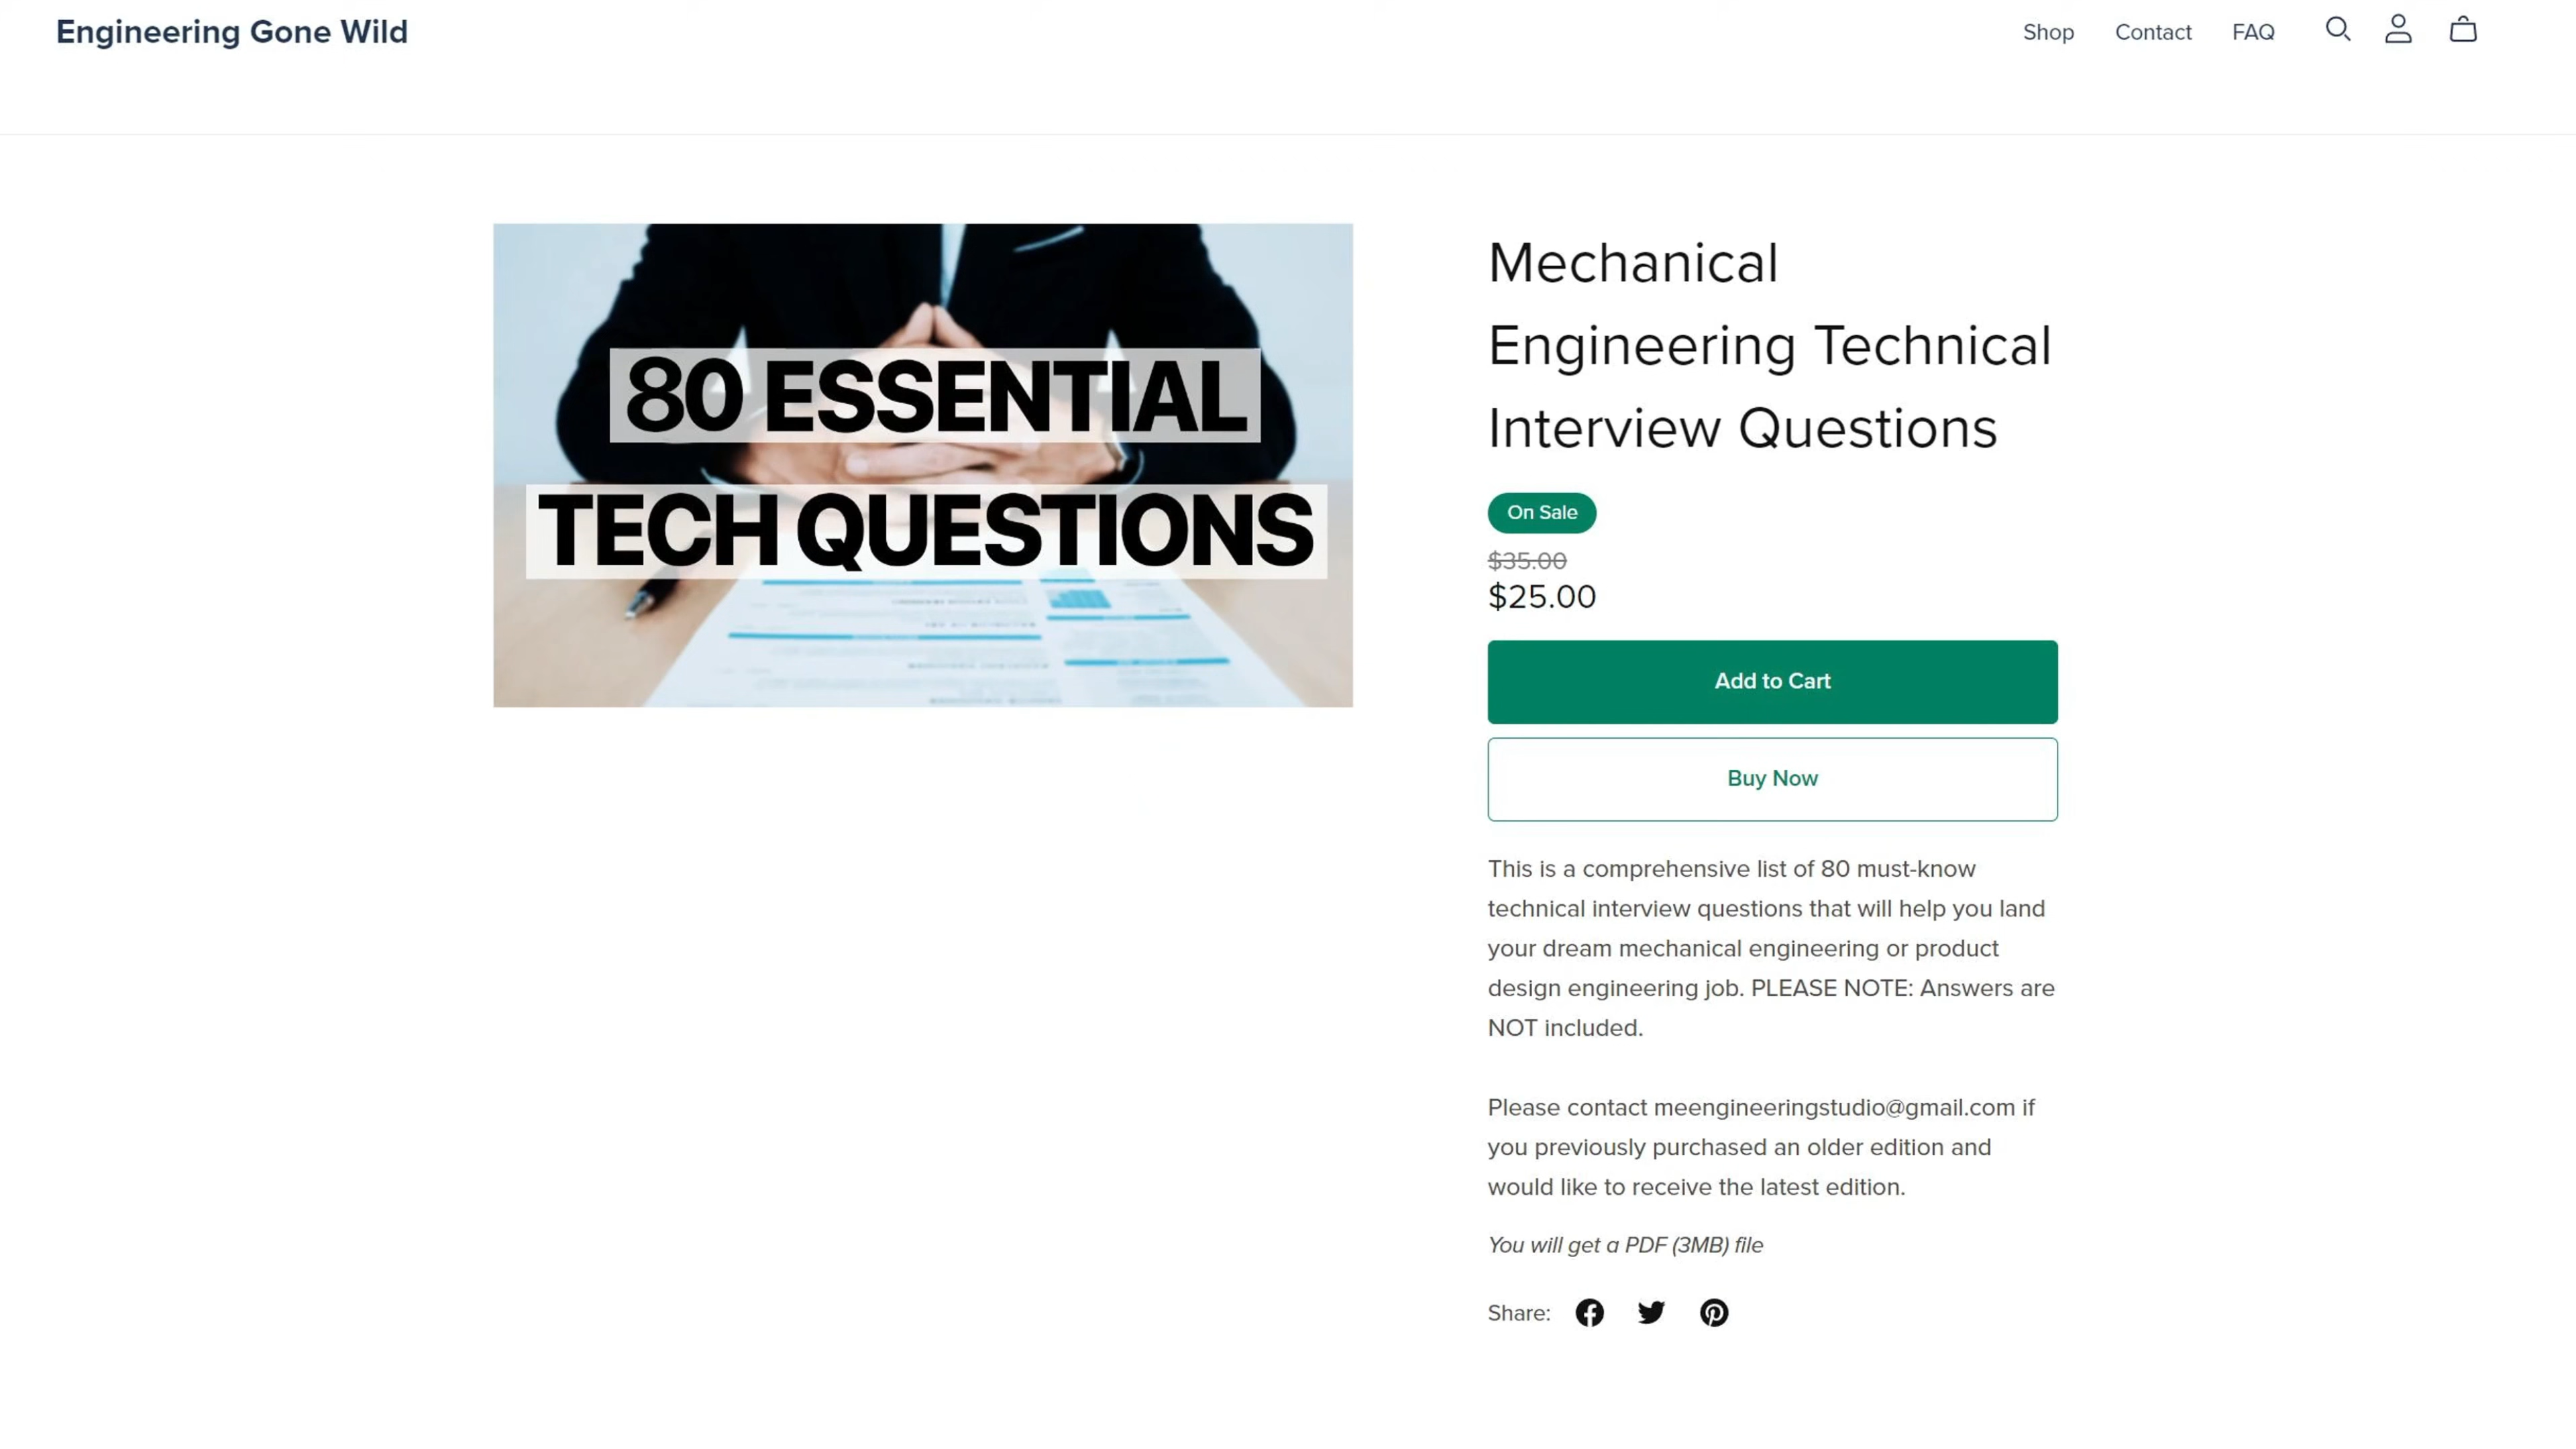 Engineering Gone Wild
Shop Contact FAQ
80 ESSENTIAL
TECH QUESTIONS
Mechanical
Engineering Technical
Interview Questions
On Sale
$35.00
$25.00
Add to Cart
Buy Now
This is a comprehensive list of 80 must-know
technical interview questions that will help you land
your dream mechanical engineering or product
design engineering job. PLEASE NOTE: Answers are
NOT included.
Please contact meengineeringstudio@gmail.com if
you previously purchased an older edition and
would like to receive the latest edition.
You will get a PDF (3MB) file
Share: